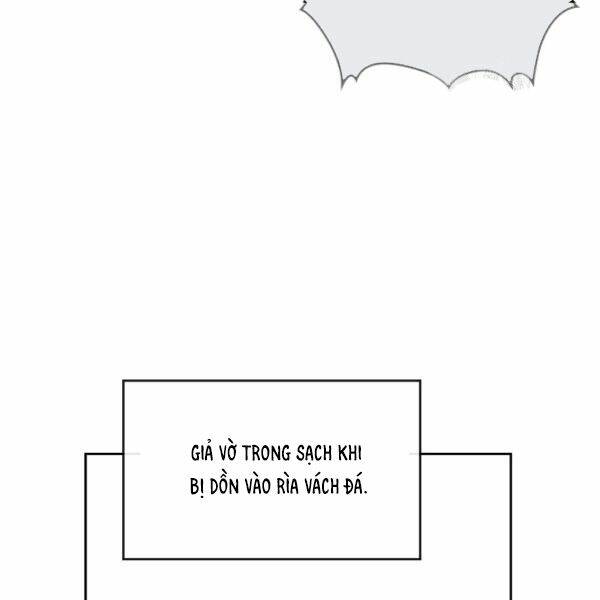 GIẢ VỜ TRONG SẠCH KHI
BỊ DỒN VÀO RÌA VÁCH ĐÁ.